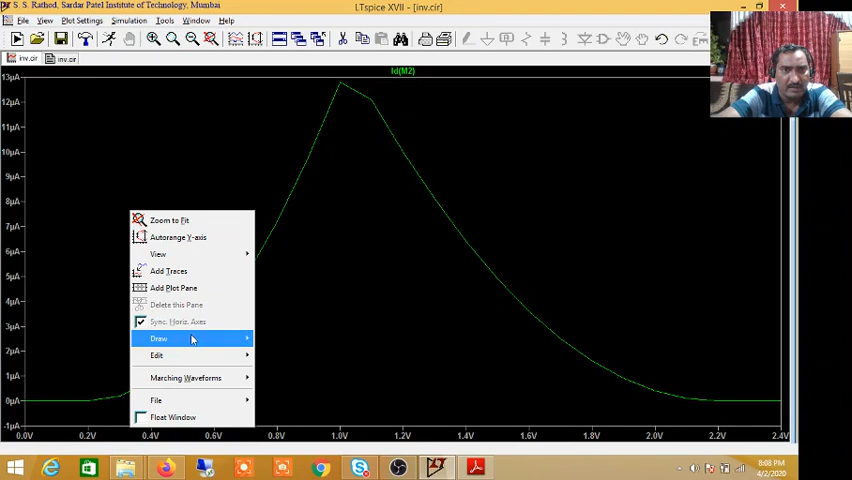 S. S. Rathod, Sardar Patel Institute of Technology, Mumbai
LTspice XVII - [inv.cir]
File View Plot Settings Simulation Tools Window Help
inv.cir inv.cir
Id(M2)
13µA
12µA
11µA
10µA
9µA
8µA
7µA
6µA
5µA
4µA
3µA
2µA
1µA
0µA
-1µA
Zoom to Fit
Autorange Y-axis
View
Add Traces
Add Plot Pane
Delete this Pane
Sync. Horiz. Axes
Draw
Edit
Marching Waveforms
File
Float Window
0.0V 0.2V 0.4V 0.6V 0.8V 1.0V 1.2V 1.4V 1.6V 1.8V 2.0V 2.2V 2.4V
8:08 PM
4/2/2020